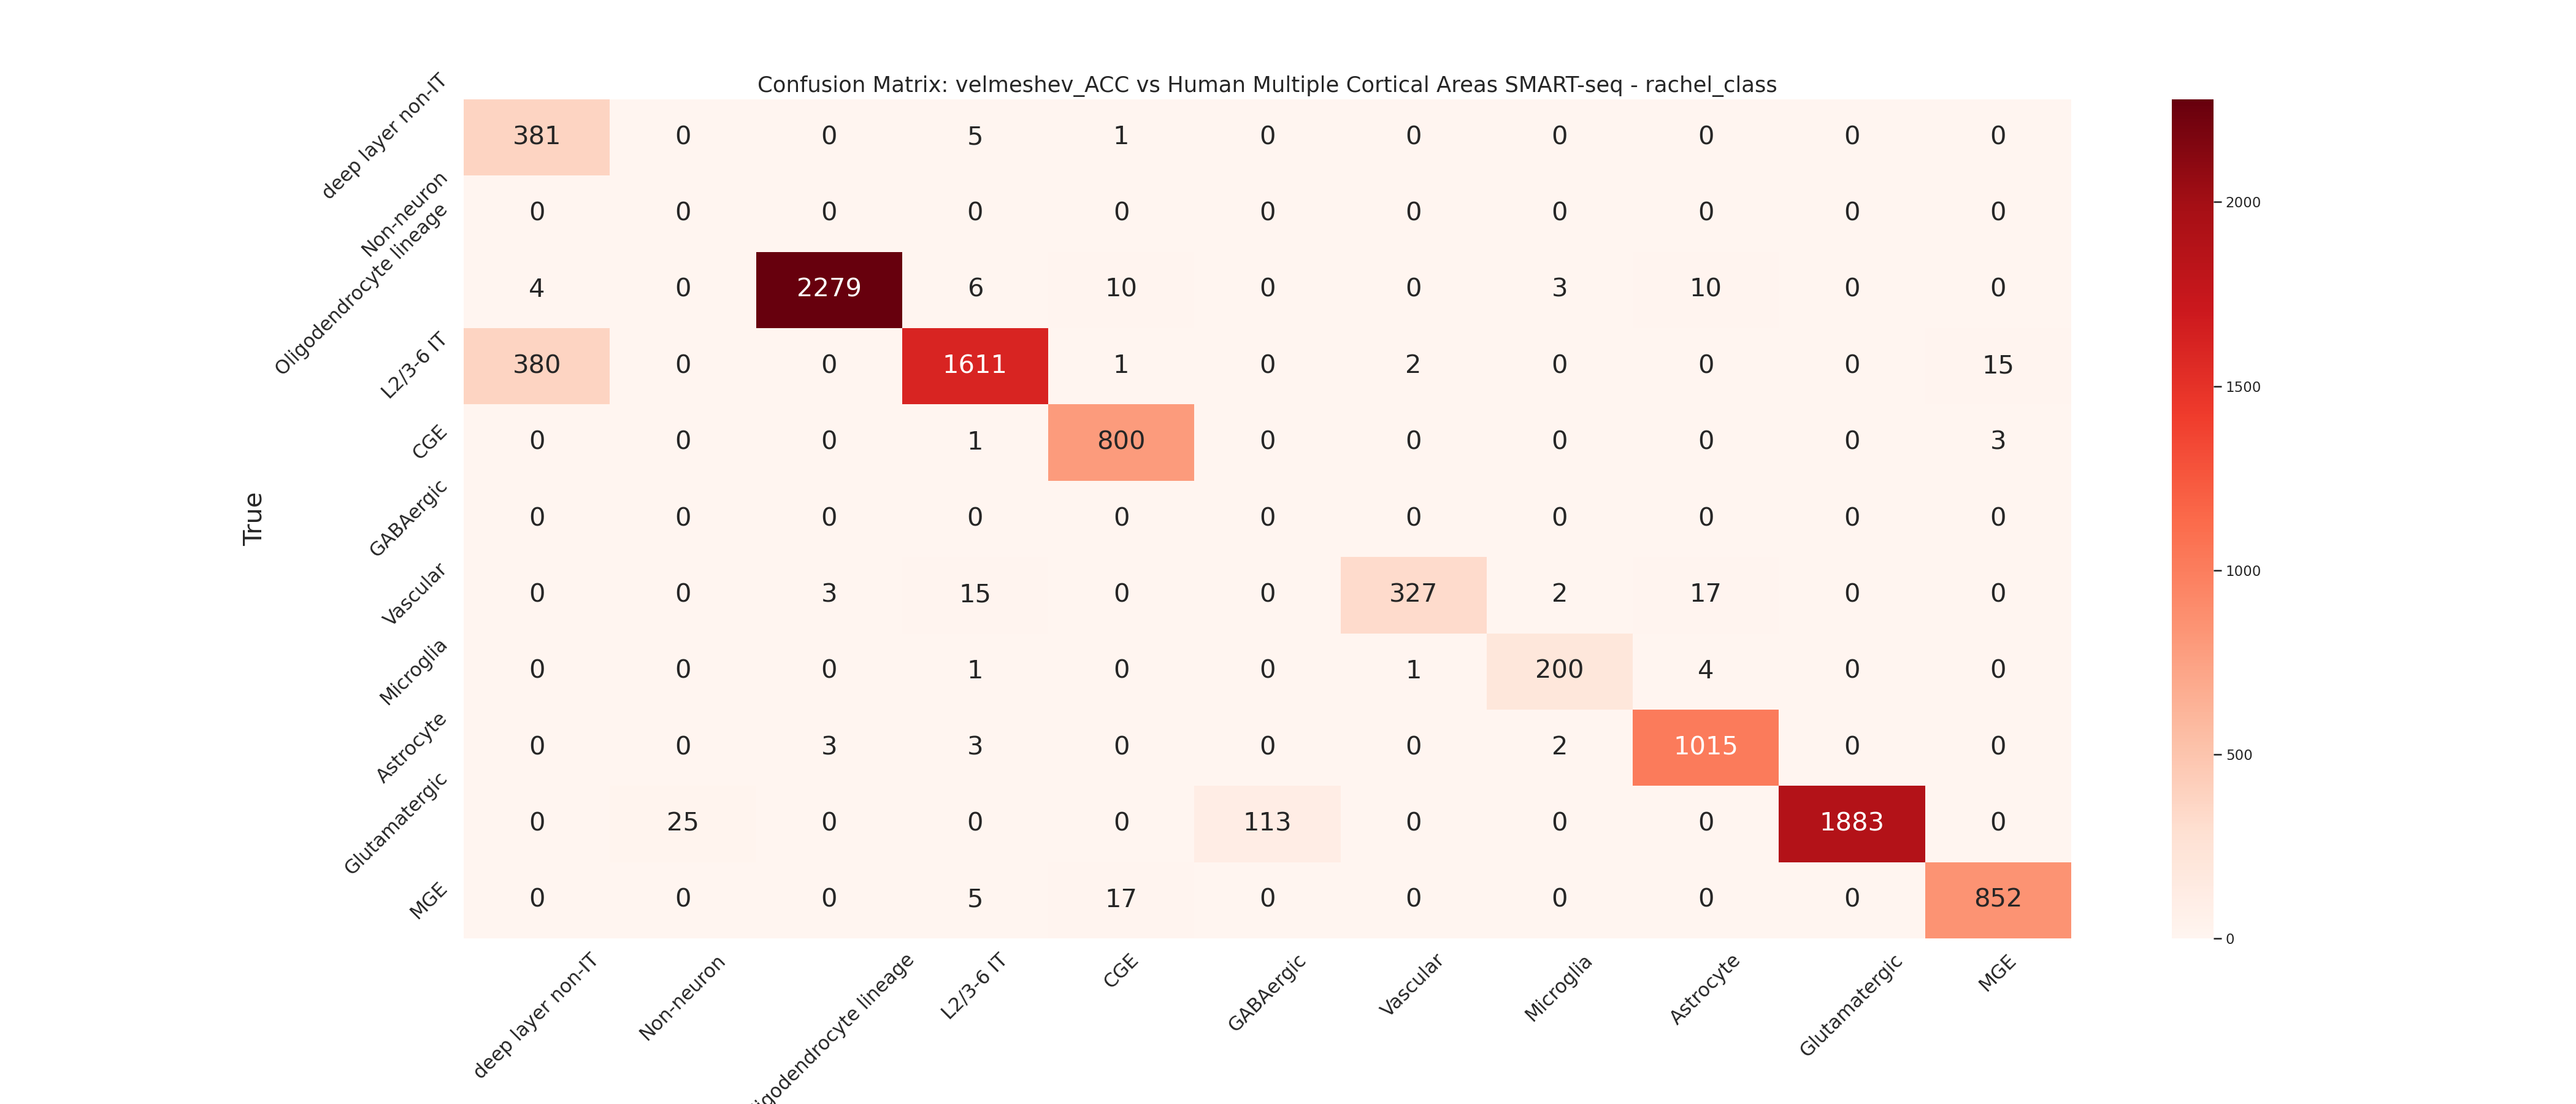 Confusion Matrix: velmeshev_ACC vs Human Multiple Cortical Areas SMART-seq - rachel_class
True
deep layer non-IT 381 0 0 5 1 0 0 0 0 0 0
Non-neuron 0 0 0 0 0 0 0 0 0 0 0
Oligodendrocyte lineage 4 0 2279 6 10 0 0 3 10 0 0
L2/3-6 IT 380 0 0 1611 1 0 2 0 0 0 15
CGE 0 0 0 1 800 0 0 0 0 0 3
GABAergic 0 0 0 0 0 0 0 0 0 0 0
Vascular 0 0 3 15 0 0 327 2 17 0 0
Microglia 0 0 0 1 0 0 1 200 4 0 0
Astrocyte 0 0 3 3 0 0 0 2 1015 0 0
Glutamatergic 0 25 0 0 0 113 0 0 0 1883 0
MGE 0 0 0 5 17 0 0 0 0 0 852
deep layer non-IT
Non-neuron
igodendrocyte lineage
L2/3-6 IT
CGE
GABAergic
Vascular
Microglia
Astrocyte
Glutamatergic
MGE
2000
1500
1000
500
0